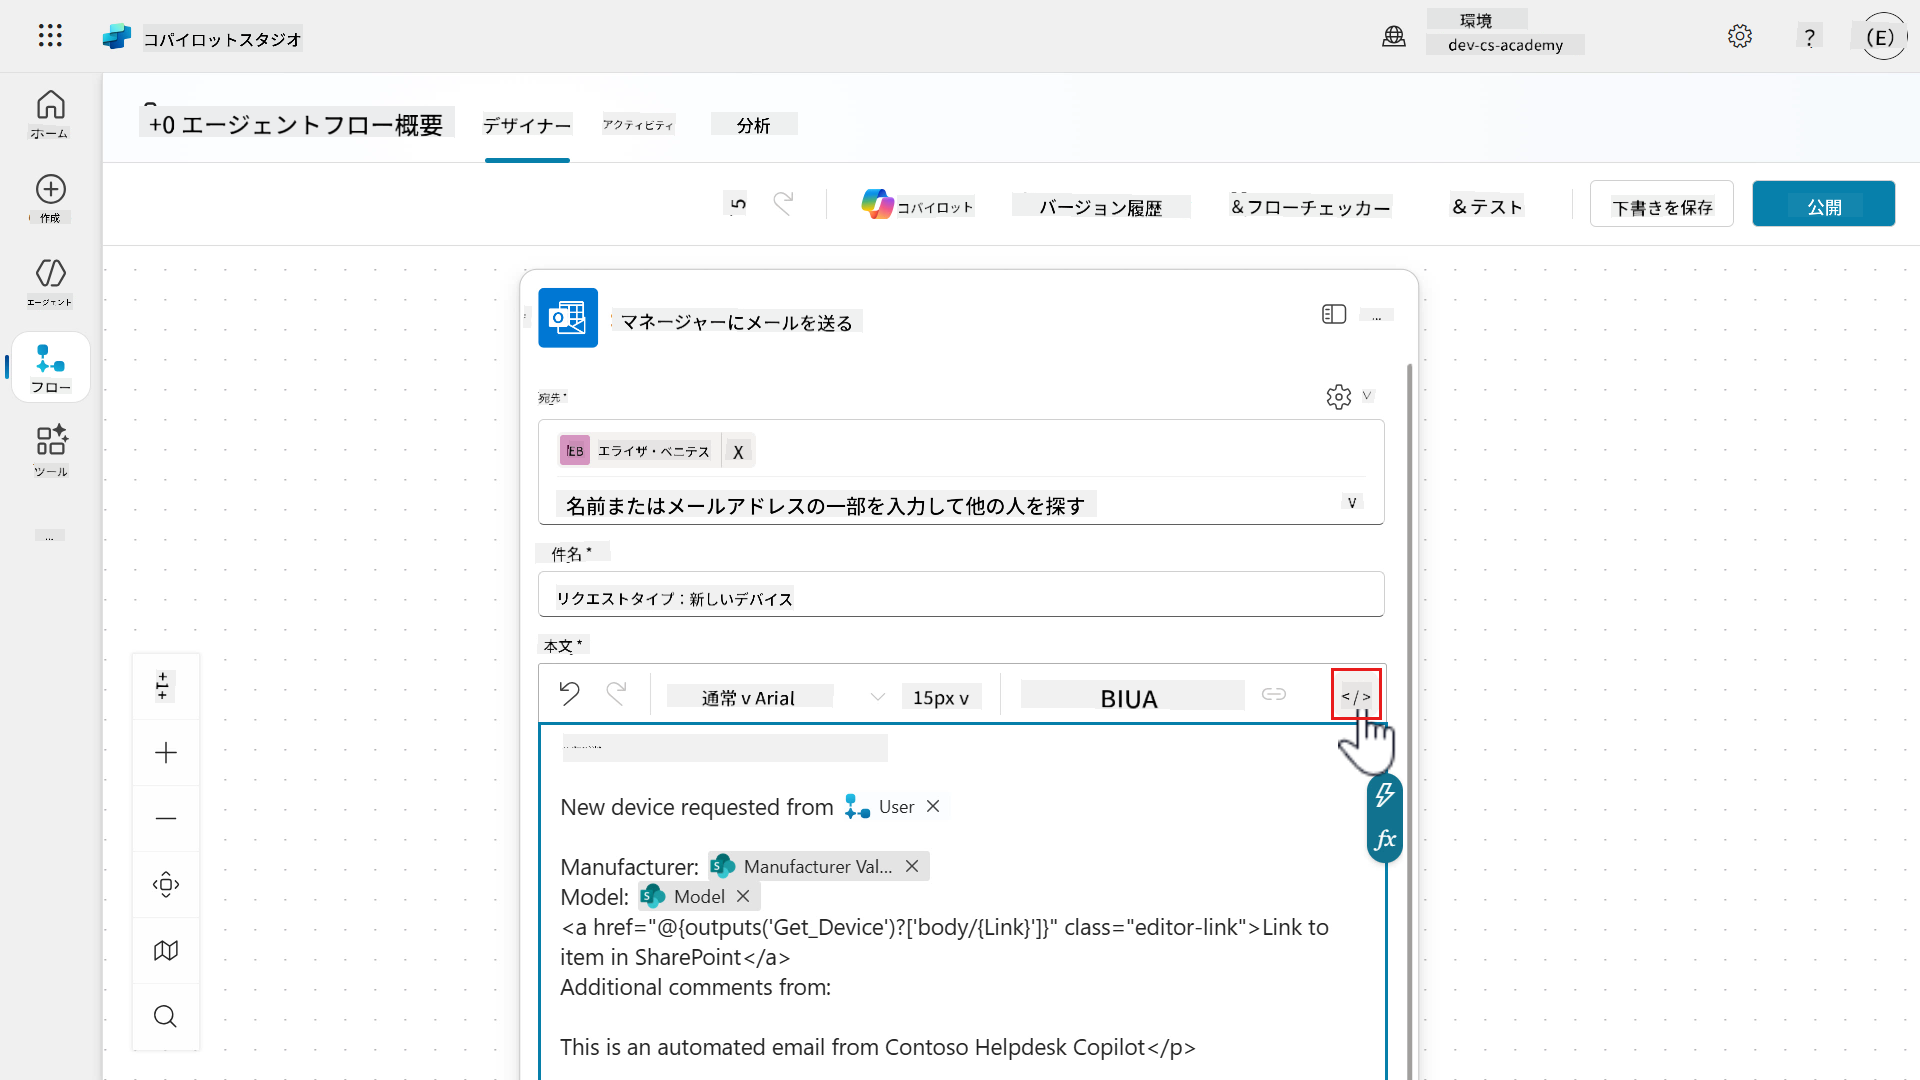 コパイロットスタジオ
環境
dev-cs-academy
?
(E)
ホーム
作成
エージェント
フロー
ツール
...
+0 エージェントフロー概要
デザイナー
アクティビティ
分析
コパイロット
バージョン履歴
&フローチェッカー
&テスト
下書きを保存
公開
マネージャーにメールを送る
...
宛先 *
EB
エライザ・ベニテス
X
名前またはメールアドレスの一部を入力して他の人を探す
V
件名 *
リクエストタイプ：新しいデバイス
本文 *
通常 v Arial
15px v
BIUA
</>
New device requested from User ×
Manufacturer: Manufacturer Val... ×
Model: Model ×
<a href="@{outputs('Get_Device')?['body/{Link}']}" class="editor-link">Link to
item in SharePoint</a>
Additional comments from:
This is an automated email from Contoso Helpdesk Copilot</p>
fx